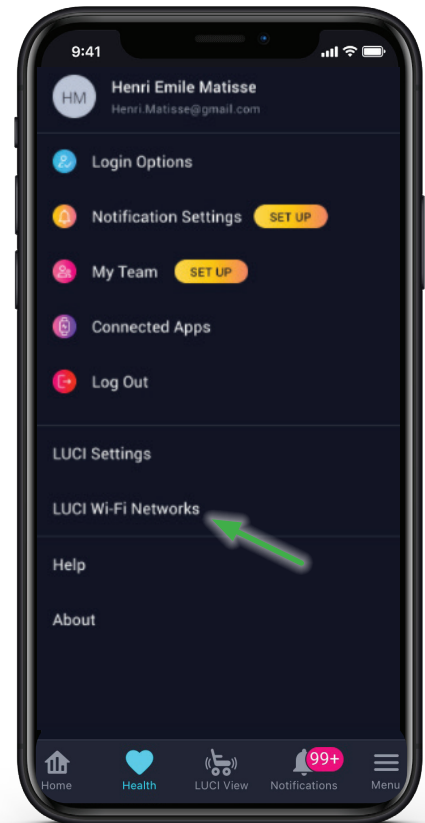 9:41
HM
Henri Emile Matisse
Henri.Matisse@gmail.com
Login Options
Notification Settings SET UP
My Team SET UP
Connected Apps
Log Out
LUCI Settings
LUCI Wi-Fi Networks
Help
About
99+
Home Health LUCI View Notifications Menu